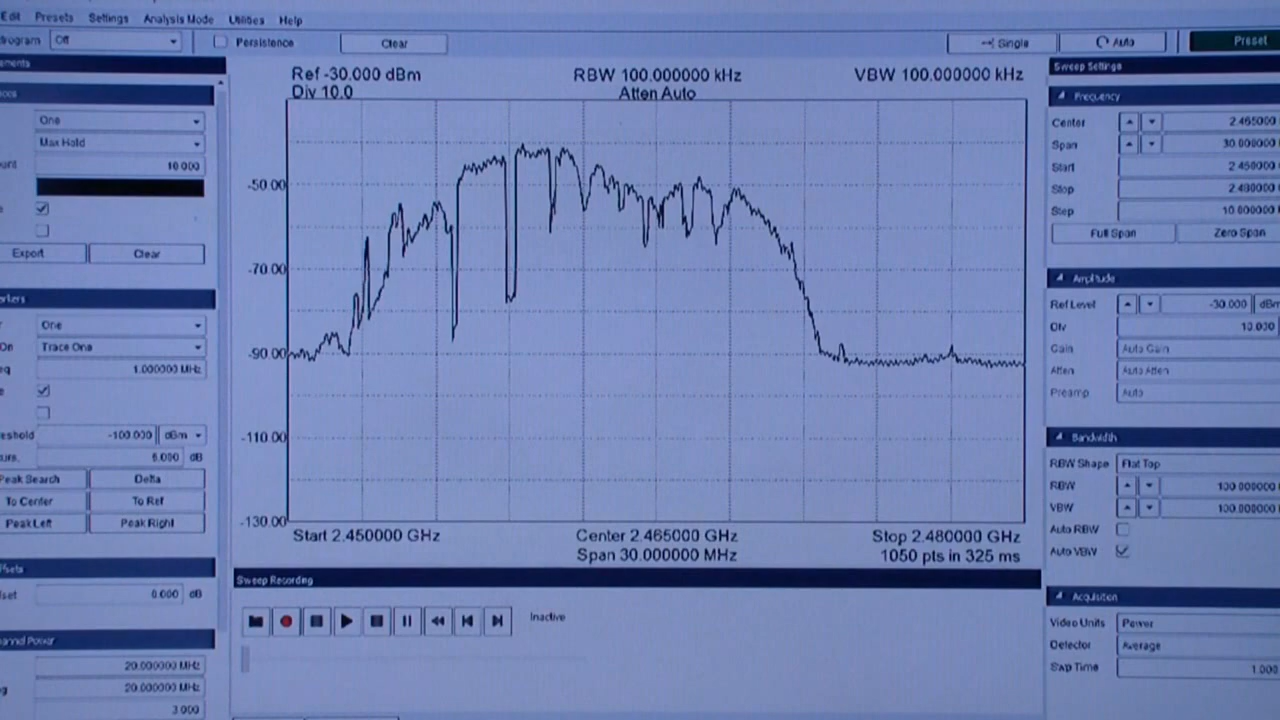 Edit Presets Settings Analysis Mode Utilities Help
Off
Persistence Clear Single Auto Preset
Sweep Settings
Ref -30.000 dBm RBW 100.000000 kHz VBW 100.000000 kHz
Div 10.0 Atten Auto
-50.00
-70.00
-90.00
-110.00
-130.00
Start 2.450000 GHz Center 2.465000 GHz Stop 2.480000 GHz
Span 30.000000 MHz 1050 pts in 325 ms
One
Max Hold
10.000
Export Clear
One
On Trace One
1.000000 MHz
-100.000 dBm
6.000 dB
Peak Search Delta
To Center To Ref
Peak Left Peak Right
0.000 dB
20.000000 MHz
20.000000 MHz
3.000
Frequency
Center 2.465000
Span 30.000000
Start 2.450000
Stop 2.480000
Step 10.000000
Full Span Zero Span
Amplitude
Ref Level -30.000 dBm
Div 10.000
Gain Auto Gain
Atten Auto Atten
Preamp Auto
Bandwidth
RBW Shape Flat Top
RBW 100.000000
VBW 100.000000
Auto RBW
Auto VBW
Acquisition
Video Units Power
Detector Average
Swp Time 1.000
Sweep Recording
Inactive